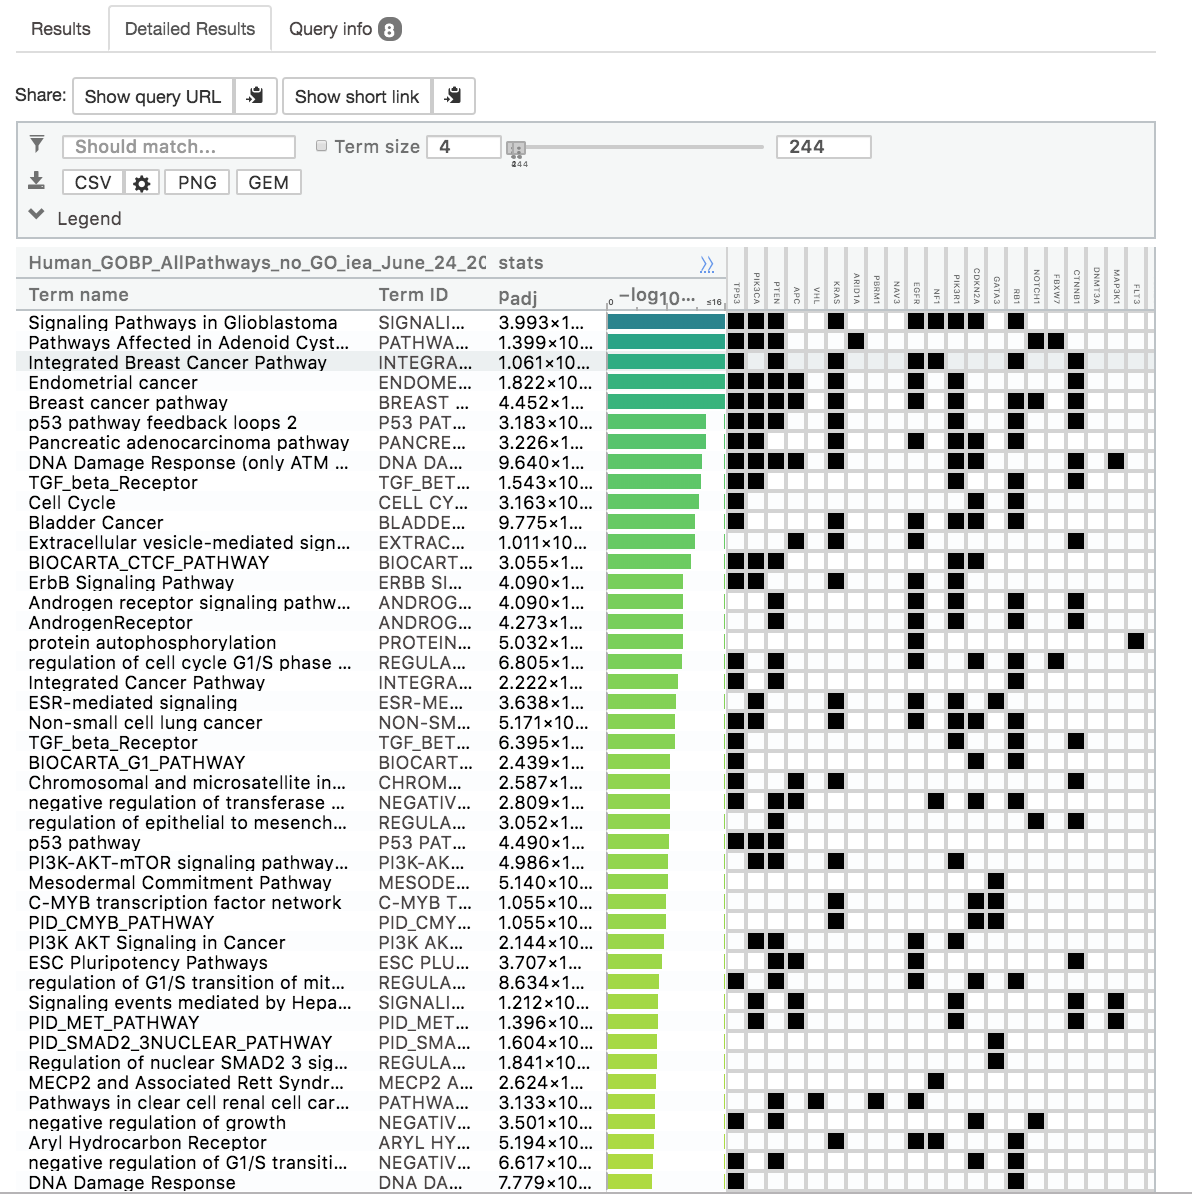 Results Detailed Results Query info 8
Share: Show query URL Show short link
Should match... Term size 4 244
244
CSV PNG GEM
Legend
Human_GOBP_AllPathways_no_GO_iea_June_24_20 stats
TP53 PIK3CA PTEN APC VHL KRAS ARID1A PBRM1 NAV3 EGFR NF1 PIK3R1 CDKN2A GATA3 RB1 NOTCH1 FBXW7 CTNNB1 DNMT3A MAP3K1 FLT3
Term name Term ID padj 0 −log10... ≤16
Signaling Pathways in Glioblastoma SIGNALI... 3.993×1...
Pathways Affected in Adenoid Cyst... PATHWA... 1.399×10...
Integrated Breast Cancer Pathway INTEGRA... 1.061×10...
Endometrial cancer ENDOME... 1.822×10...
Breast cancer pathway BREAST ... 4.452×1...
p53 pathway feedback loops 2 P53 PAT... 3.183×10...
Pancreatic adenocarcinoma pathway PANCRE... 3.226×1...
DNA Damage Response (only ATM ... DNA DA... 9.640×1...
TGF_beta_Receptor TGF_BET... 1.543×10...
Cell Cycle CELL CY... 3.163×10...
Bladder Cancer BLADDE... 9.775×1...
Extracellular vesicle-mediated sign... EXTRAC... 1.011×10...
BIOCARTA_CTCF_PATHWAY BIOCART... 3.055×1...
ErbB Signaling Pathway ERBB SI... 4.090×1...
Androgen receptor signaling pathw... ANDROG... 4.090×1...
AndrogenReceptor ANDROG... 4.273×1...
protein autophosphorylation PROTEIN... 5.032×1...
regulation of cell cycle G1/S phase ... REGULA... 6.805×1...
Integrated Cancer Pathway INTEGRA... 2.222×1...
ESR-mediated signaling ESR-ME... 3.638×1...
Non-small cell lung cancer NON-SM... 5.171×10...
TGF_beta_Receptor TGF_BET... 6.395×1...
BIOCARTA_G1_PATHWAY BIOCART... 2.439×1...
Chromosomal and microsatellite in... CHROM... 2.587×1...
negative regulation of transferase ... NEGATIV... 2.809×1...
regulation of epithelial to mesench... REGULA... 3.052×1...
p53 pathway P53 PAT... 4.490×1...
PI3K-AKT-mTOR signaling pathway... PI3K-AK... 4.986×1...
Mesodermal Commitment Pathway MESODE... 5.140×10...
C-MYB transcription factor network C-MYB T... 1.055×10...
PID_CMYB_PATHWAY PID_CMY... 1.055×10...
PI3K AKT Signaling in Cancer PI3K AK... 2.144×10...
ESC Pluripotency Pathways ESC PLU... 3.707×1...
regulation of G1/S transition of mit... REGULA... 8.634×1...
Signaling events mediated by Hepa... SIGNALI... 1.212×10...
PID_MET_PATHWAY PID_MET... 1.396×10...
PID_SMAD2_3NUCLEAR_PATHWAY PID_SMA... 1.604×10...
Regulation of nuclear SMAD2 3 sig... REGULA... 1.841×10...
MECP2 and Associated Rett Syndr... MECP2 A... 2.624×1...
Pathways in clear cell renal cell car... PATHWA... 3.133×10...
negative regulation of growth NEGATIV... 3.501×10...
Aryl Hydrocarbon Receptor ARYL HY... 5.194×10...
negative regulation of G1/S transiti... NEGATIV... 6.617×10...
DNA Damage Response DNA DA... 7.779×10...